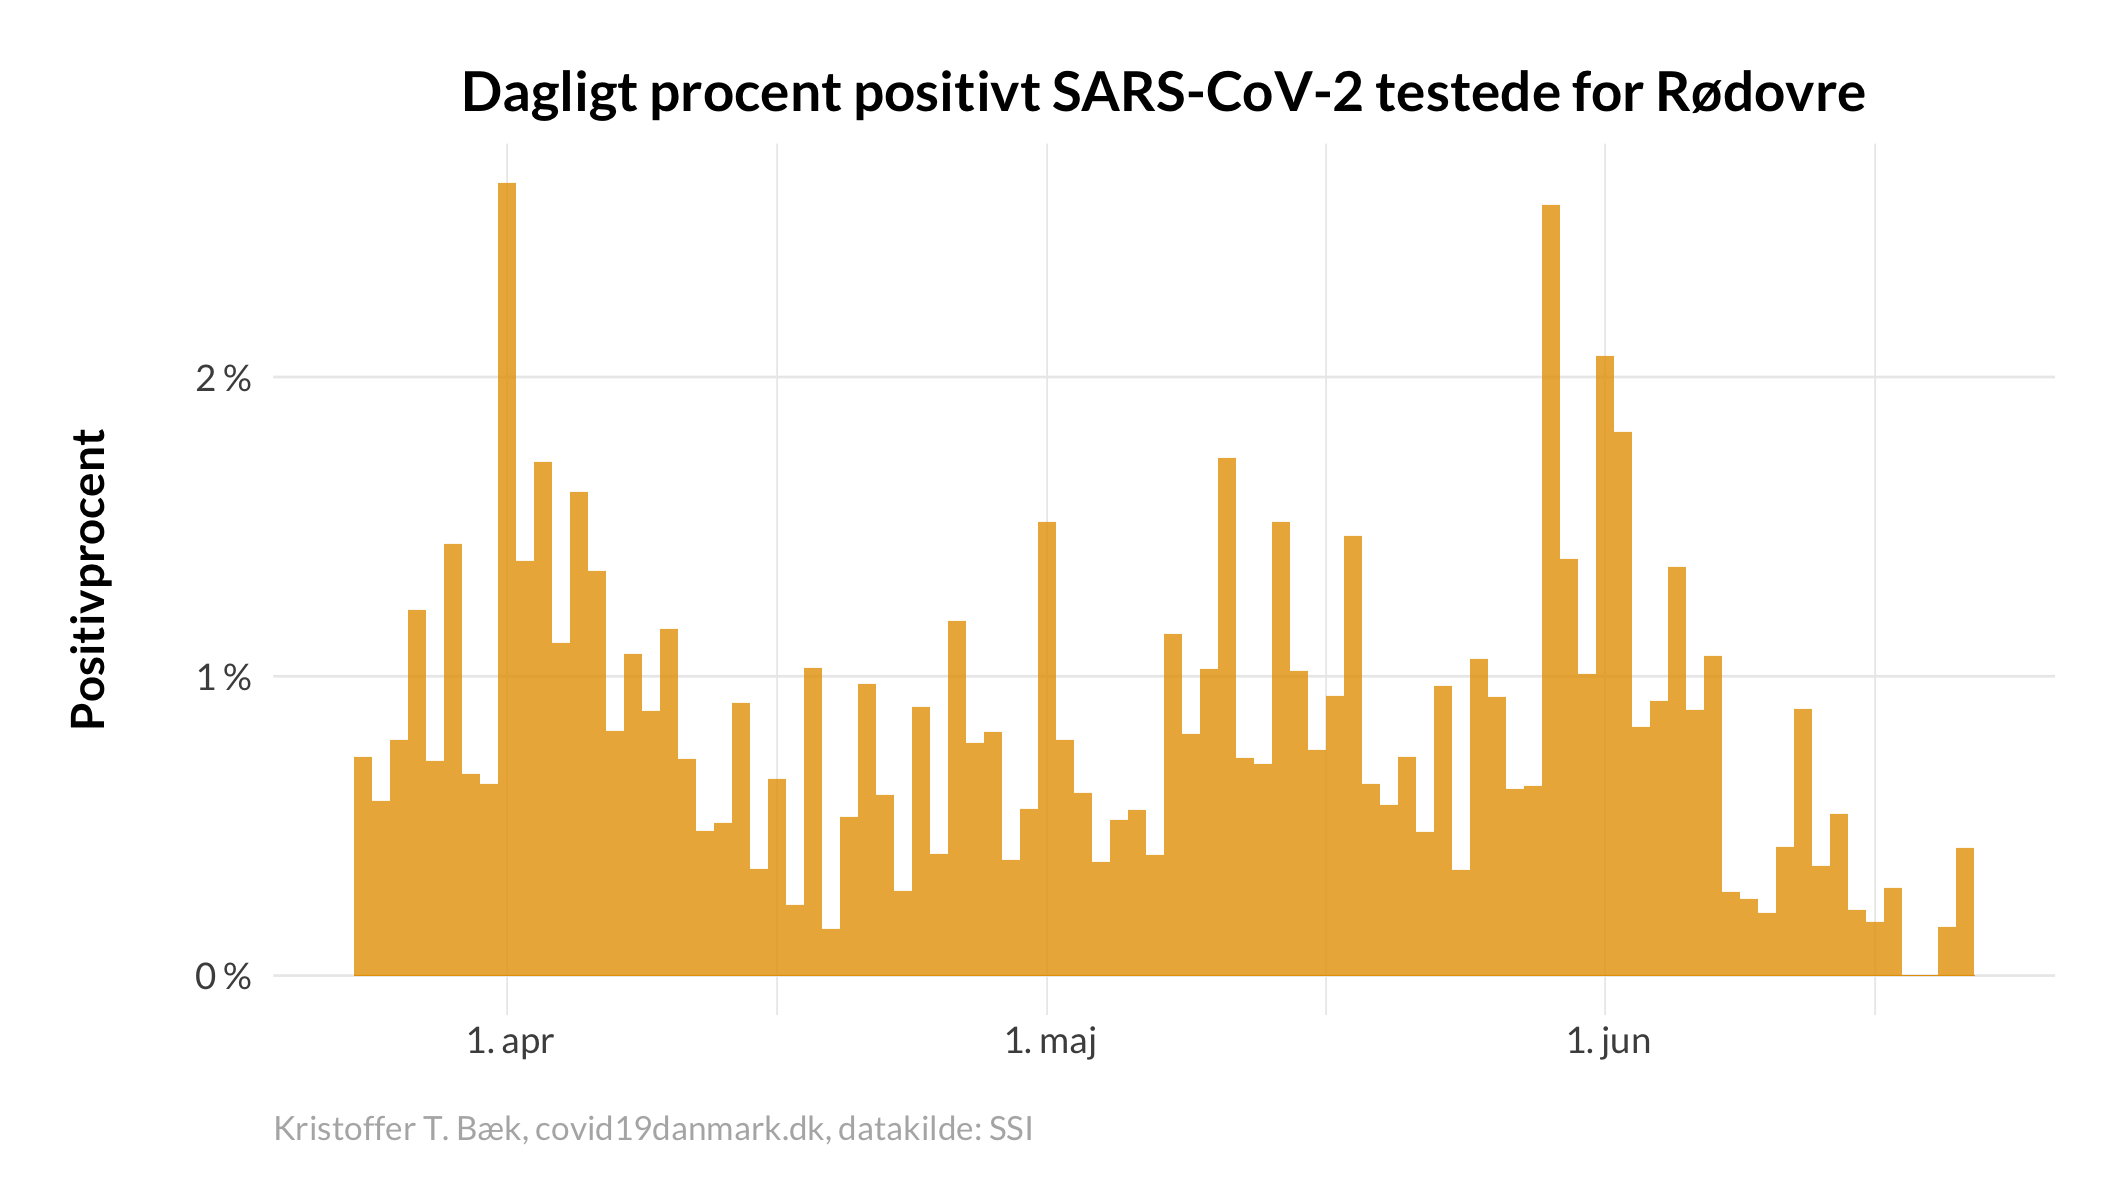 Dagligt procent positivt SARS-CoV-2 testede for Rødovre
Positivprocent
2 %
1 %
0 %
1. apr
1. maj
1. jun
Kristoffer T. Bæk, covid19danmark.dk, datakilde: SSI